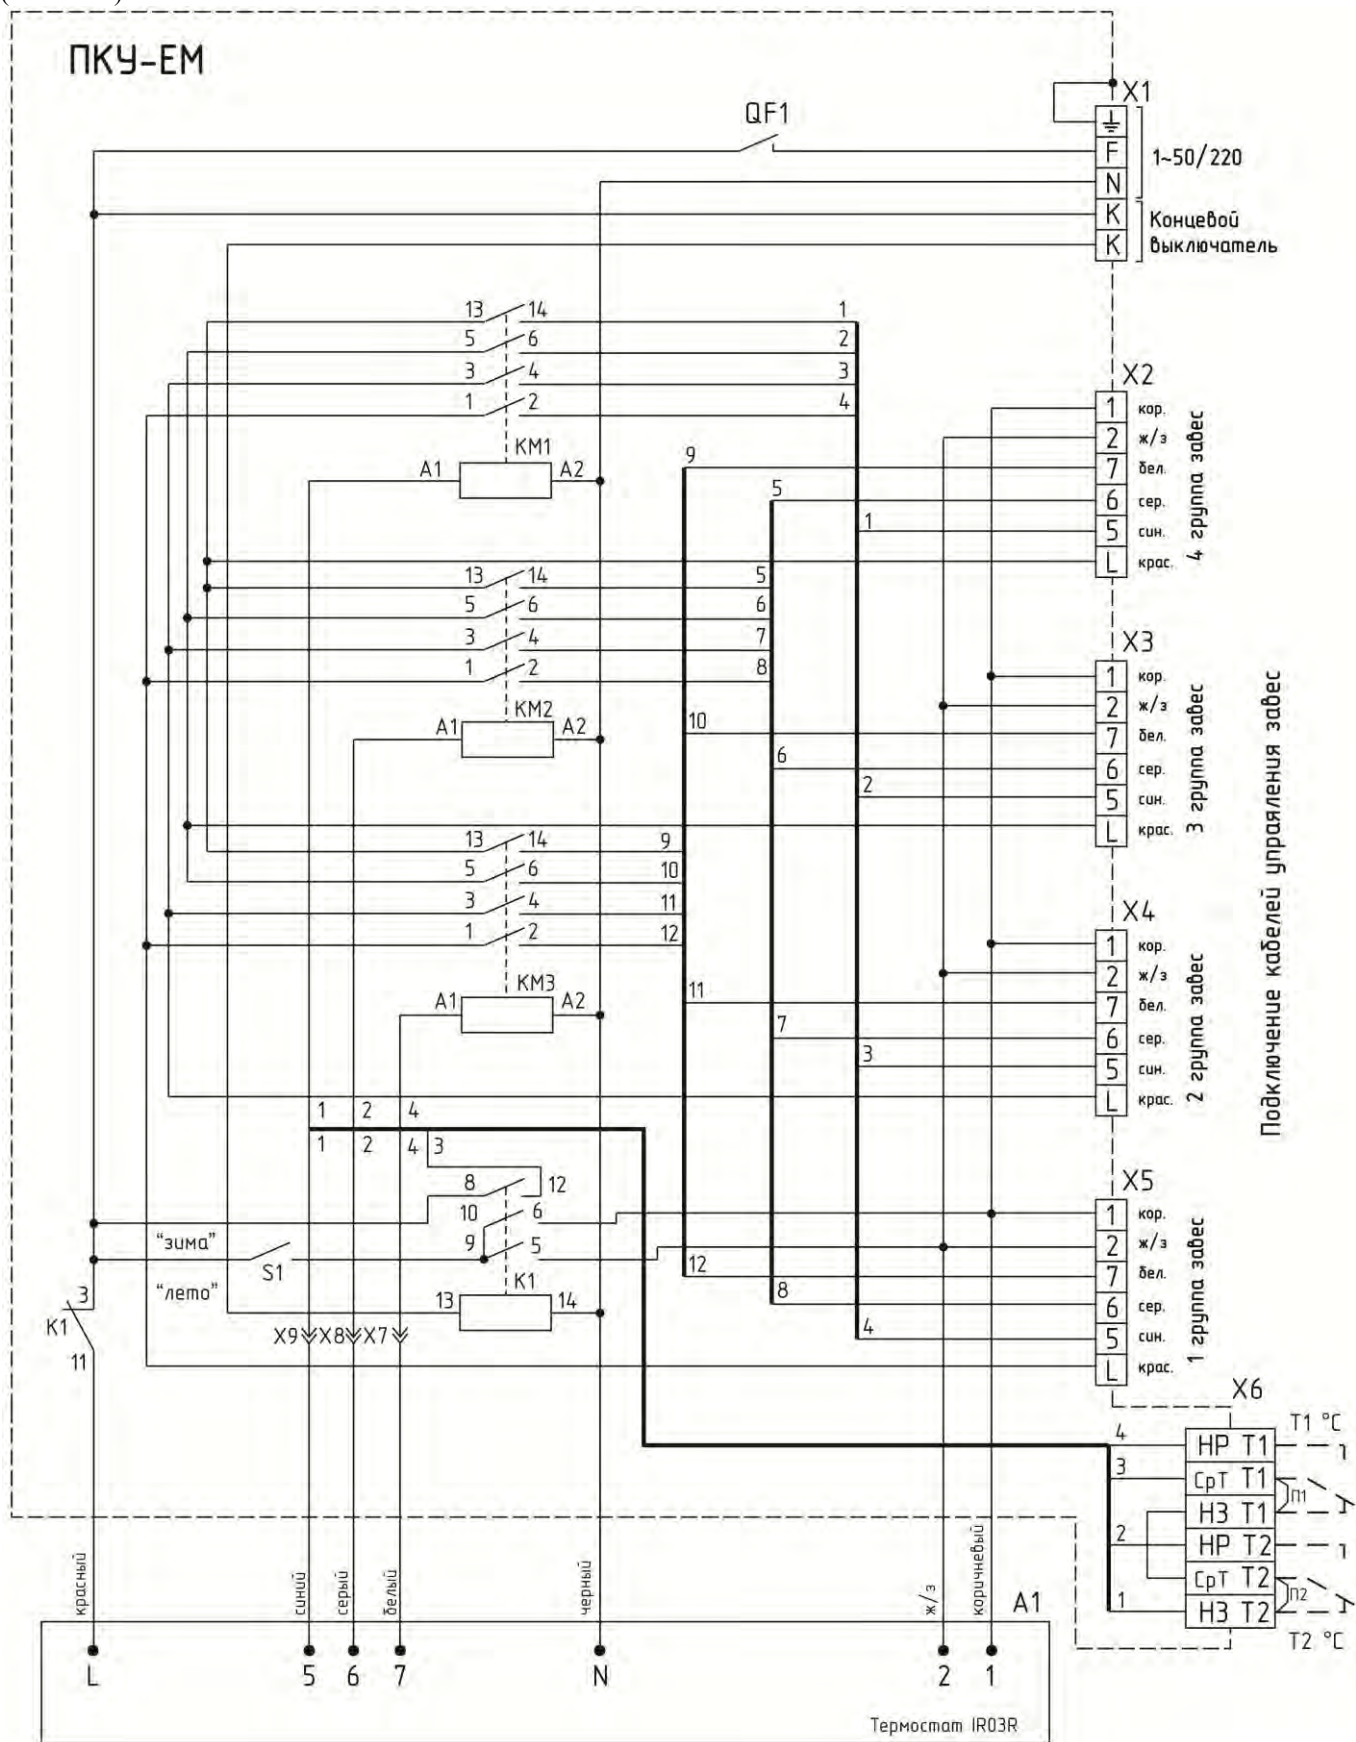 ПКУ-ЕМ
QF1
X1
F
1~50/220
N
K
Концевой
K
выключатель
13 14 1
5 6 2
3 4 3
1 2 4
X2
1 кор.
2 ж/з
7 бел.
6 сер.
5 син.
L крас.
4 группа завес
KM1
A1 A2
9
5
1
13 14 5
5 6 6
3 4 7
1 2 8
X3
1 кор.
2 ж/з
7 бел.
6 сер.
5 син.
L крас.
3 группа завес
KM2
A1 A2
10
6
2
13 14 9
5 6 10
3 4 11
1 2 12
X4
1 кор.
2 ж/з
7 бел.
6 сер.
5 син.
L крас.
2 группа завес
Подключение кабелей упраяления завес
KM3
A1 A2
11
7
3
1 2 4
1 2 4 3
8 12
10 6
9 5
"зима"
S1
"лето"
K1
13 14
3
K1
11
X9 X8 X7
X5
1 кор.
2 ж/з
7 бел.
6 сер.
5 син.
L крас.
1 группа завес
12
8
4
X6
T1 °C
4 НР T1
3 СрТ T1
П1
НЗ T1
2 НР T2
СрТ T2
П2
1 НЗ T2
T2 °C
красный
синий
серый
белый
черный
ж/з
коричневый
A1
L 5 6 7 N 2 1
Термостат IR03R